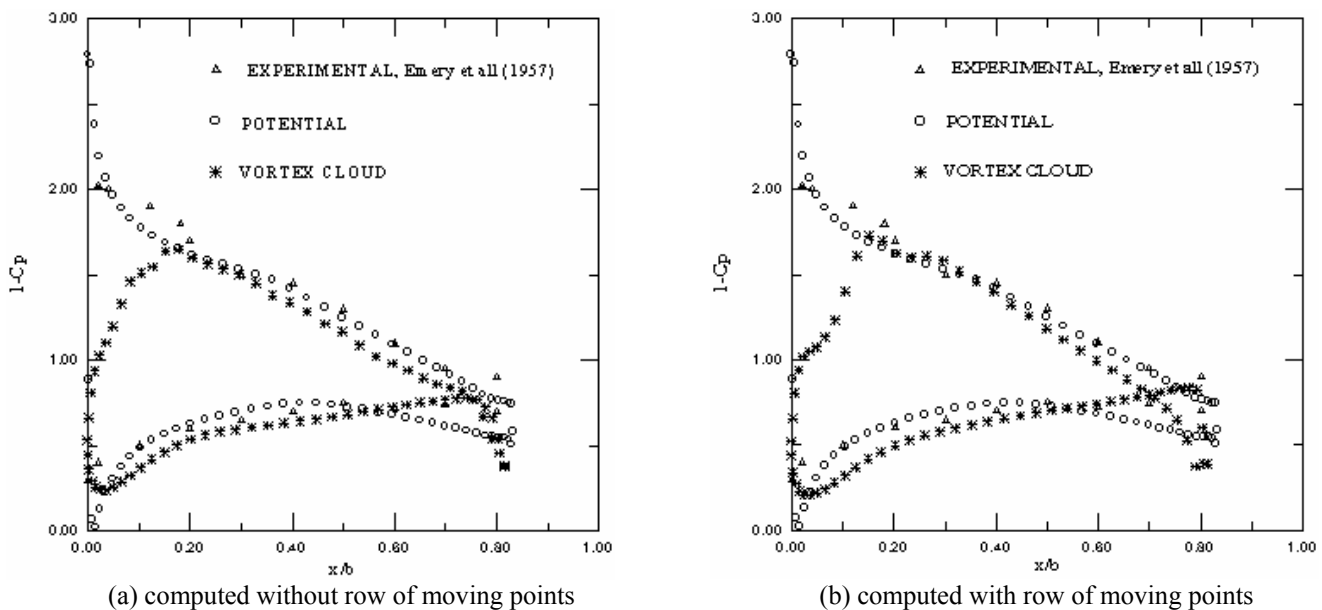 3.00
EXPERIMENTAL, Emery et all (1957)
POTENTIAL
VORTEX CLOUD
2.00
1-Cp
1.00
0.00
0.00 0.20 0.40 0.60 0.80 1.00
x/b
(a) computed without row of moving points
3.00
EXPERIMENTAL, Emery et all (1957)
POTENTIAL
VORTEX CLOUD
2.00
1-Cp
1.00
0.00
0.00 0.20 0.40 0.60 0.80 1.00
x/b
(b) computed with row of moving points